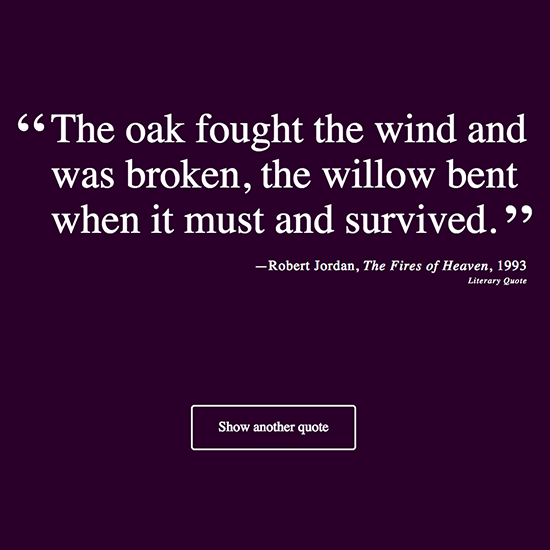 “The oak fought the wind and
was broken, the willow bent
when it must and survived.”
—Robert Jordan, The Fires of Heaven, 1993
Literary Quote
Show another quote